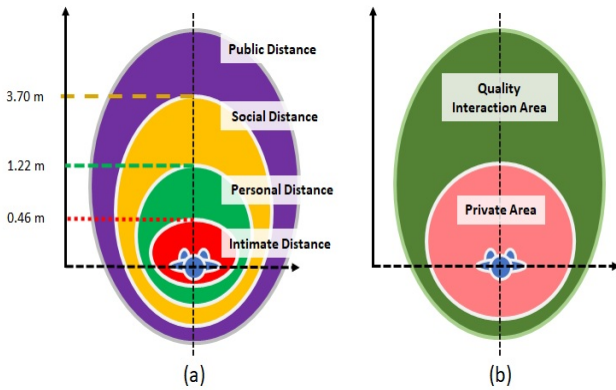 Public Distance
3.70 m
Social Distance
1.22 m
Personal Distance
0.46 m
Intimate Distance
(a)
Quality
Interaction Area
Private Area
(b)